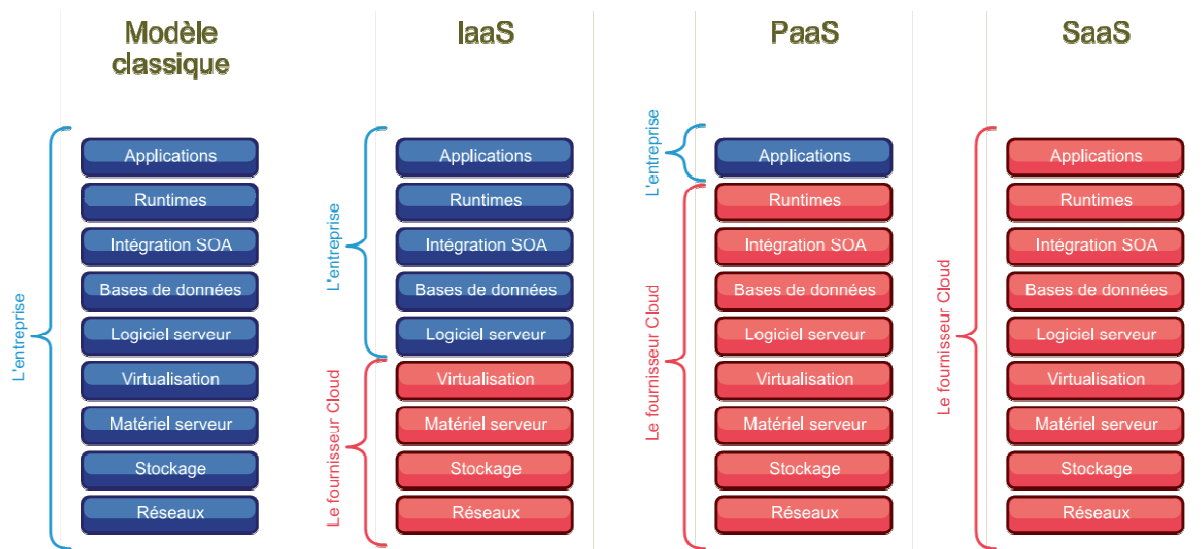 Modèle
classique
L'entreprise
Applications
Runtimes
Intégration SOA
Bases de données
Logiciel serveur
Virtualisation
Matériel serveur
Stockage
Réseaux
IaaS
L'entreprise
Applications
Runtimes
Intégration SOA
Bases de données
Logiciel serveur
Le fournisseur Cloud
Virtualisation
Matériel serveur
Stockage
Réseaux
PaaS
L'entreprise
Applications
Le fournisseur Cloud
Runtimes
Intégration SOA
Bases de données
Logiciel serveur
Virtualisation
Matériel serveur
Stockage
Réseaux
SaaS
Le fournisseur Cloud
Applications
Runtimes
Intégration SOA
Bases de données
Logiciel serveur
Virtualisation
Matériel serveur
Stockage
Réseaux